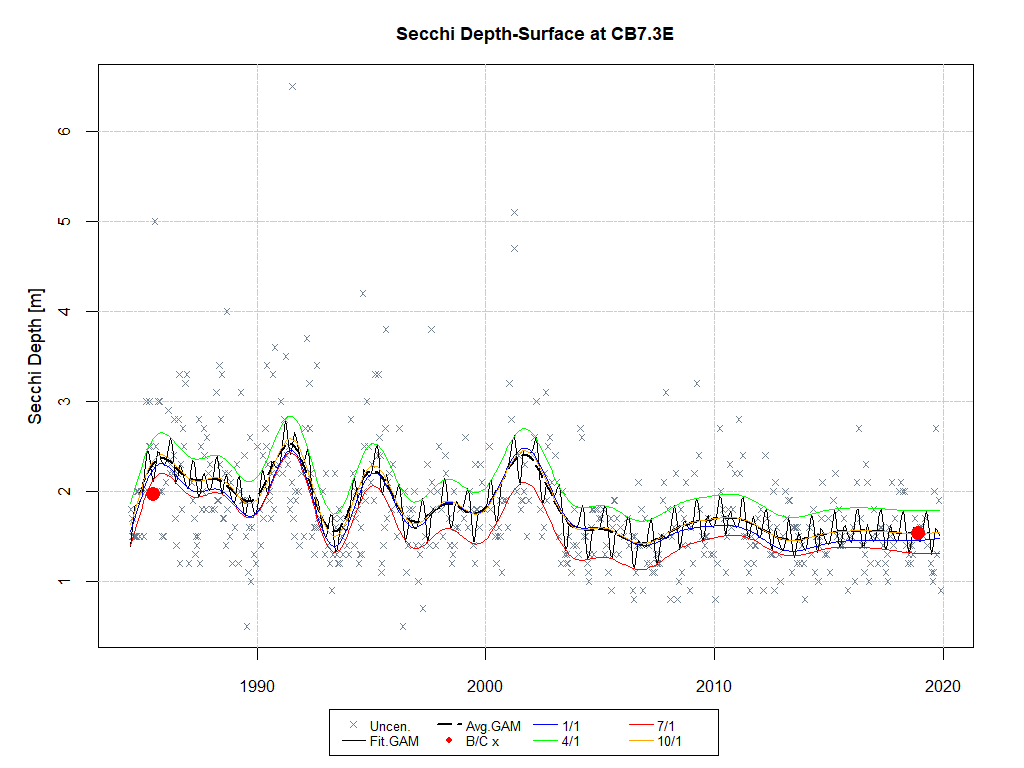 Secchi Depth-Surface at CB7.3E
Secchi Depth [m]
6
5
4
3
2
1
1990 2000 2010 2020
Uncen. Avg.GAM 1/1 7/1
Fit.GAM B/C x 4/1 10/1